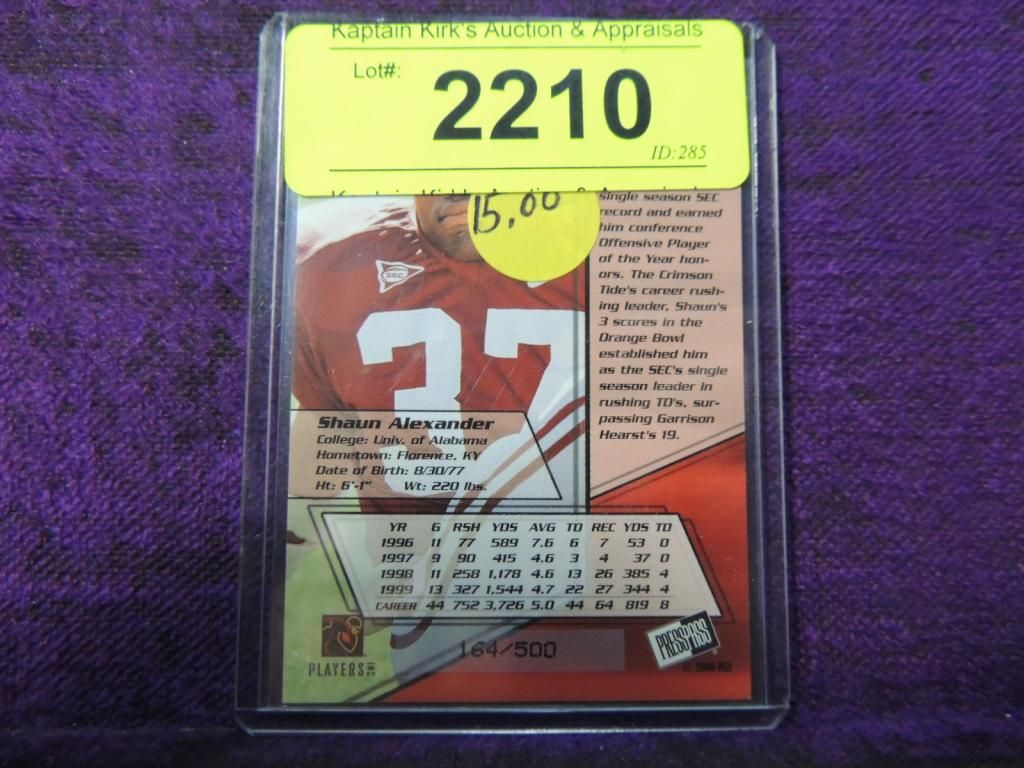 Kaptain Kirk's Auction & Appraisals
Lot#:
2210
ID:285
15.00
single season SEC
record and earned
him conference
Offensive Player
of the Year hon-
ors. The Crimson
Tide's career rush-
ing leader, Shaun's
3 scores in the
Orange Bowl
established him
as the SEC's single
season leader in
rushing TD's, sur-
passing Garrison
Hearst's 19.
SEC
37
Shaun Alexander
College: Univ. of Alabama
Hometown: Florence, KY
Date of Birth: 8/30/77
Ht: 6'-1" Wt: 220 lbs.
YR G RSH YDS AVG TD REC YDS TD
1996 11 77 589 7.6 6 7 53 0
1997 9 90 415 4.6 3 4 37 0
1998 11 258 1,178 4.6 13 26 385 4
1999 13 327 1,544 4.7 22 27 344 4
CAREER 44 752 3,726 5.0 44 64 819 8
164/500
PLAYERS INC
PRESS PASS
© 2000 RCI